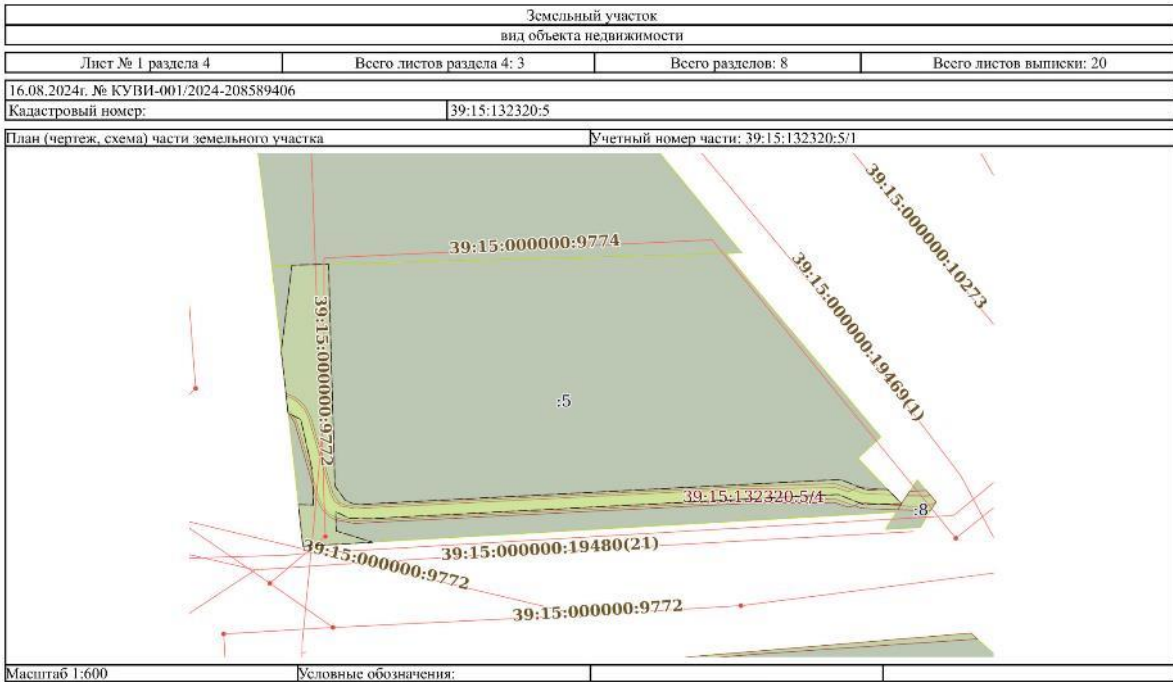 Земельный участок
вид объекта недвижимости
Лист № 1 раздела 4 Всего листов раздела 4: 3 Всего разделов: 8 Всего листов выписки: 20
16.08.2024г. № КУВИ-001/2024-208589406
Кадастровый номер: 39:15:132320:5
План (чертеж, схема) части земельного участка Учетный номер части: 39:15:132320:5/1
39:15:000000:10273
39:15:000000:9774
39:15:000000:19469(1)
39:15:000000:9772
:5
39:15:132320:5/4
:8
39:15:000000:19480(21)
39:15:000000:9772
39:15:000000:9772
Масштаб 1:600 Условные обозначения: